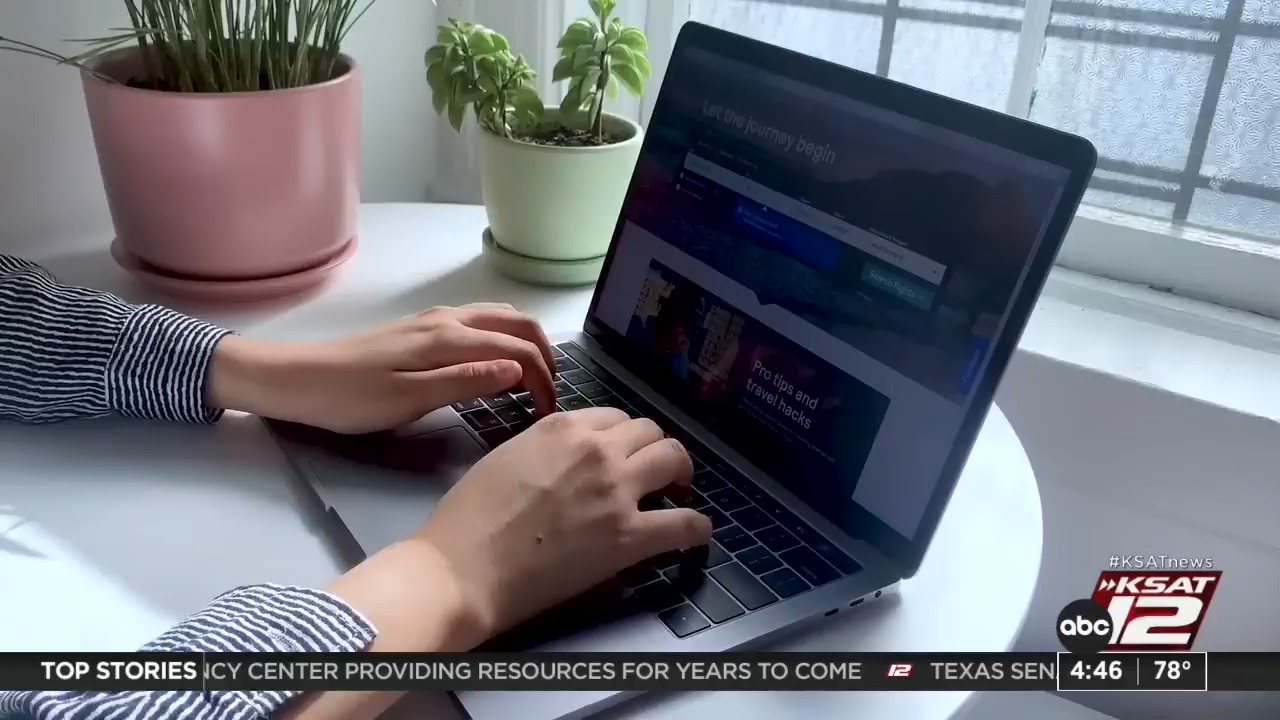 Let the journey begin
Search flights
Pro tips and
travel hacks
#KSATnews
KSAT
abc
12
TOP STORIES
NCY CENTER PROVIDING RESOURCES FOR YEARS TO COME 12 TEXAS SEN
4:46 78°